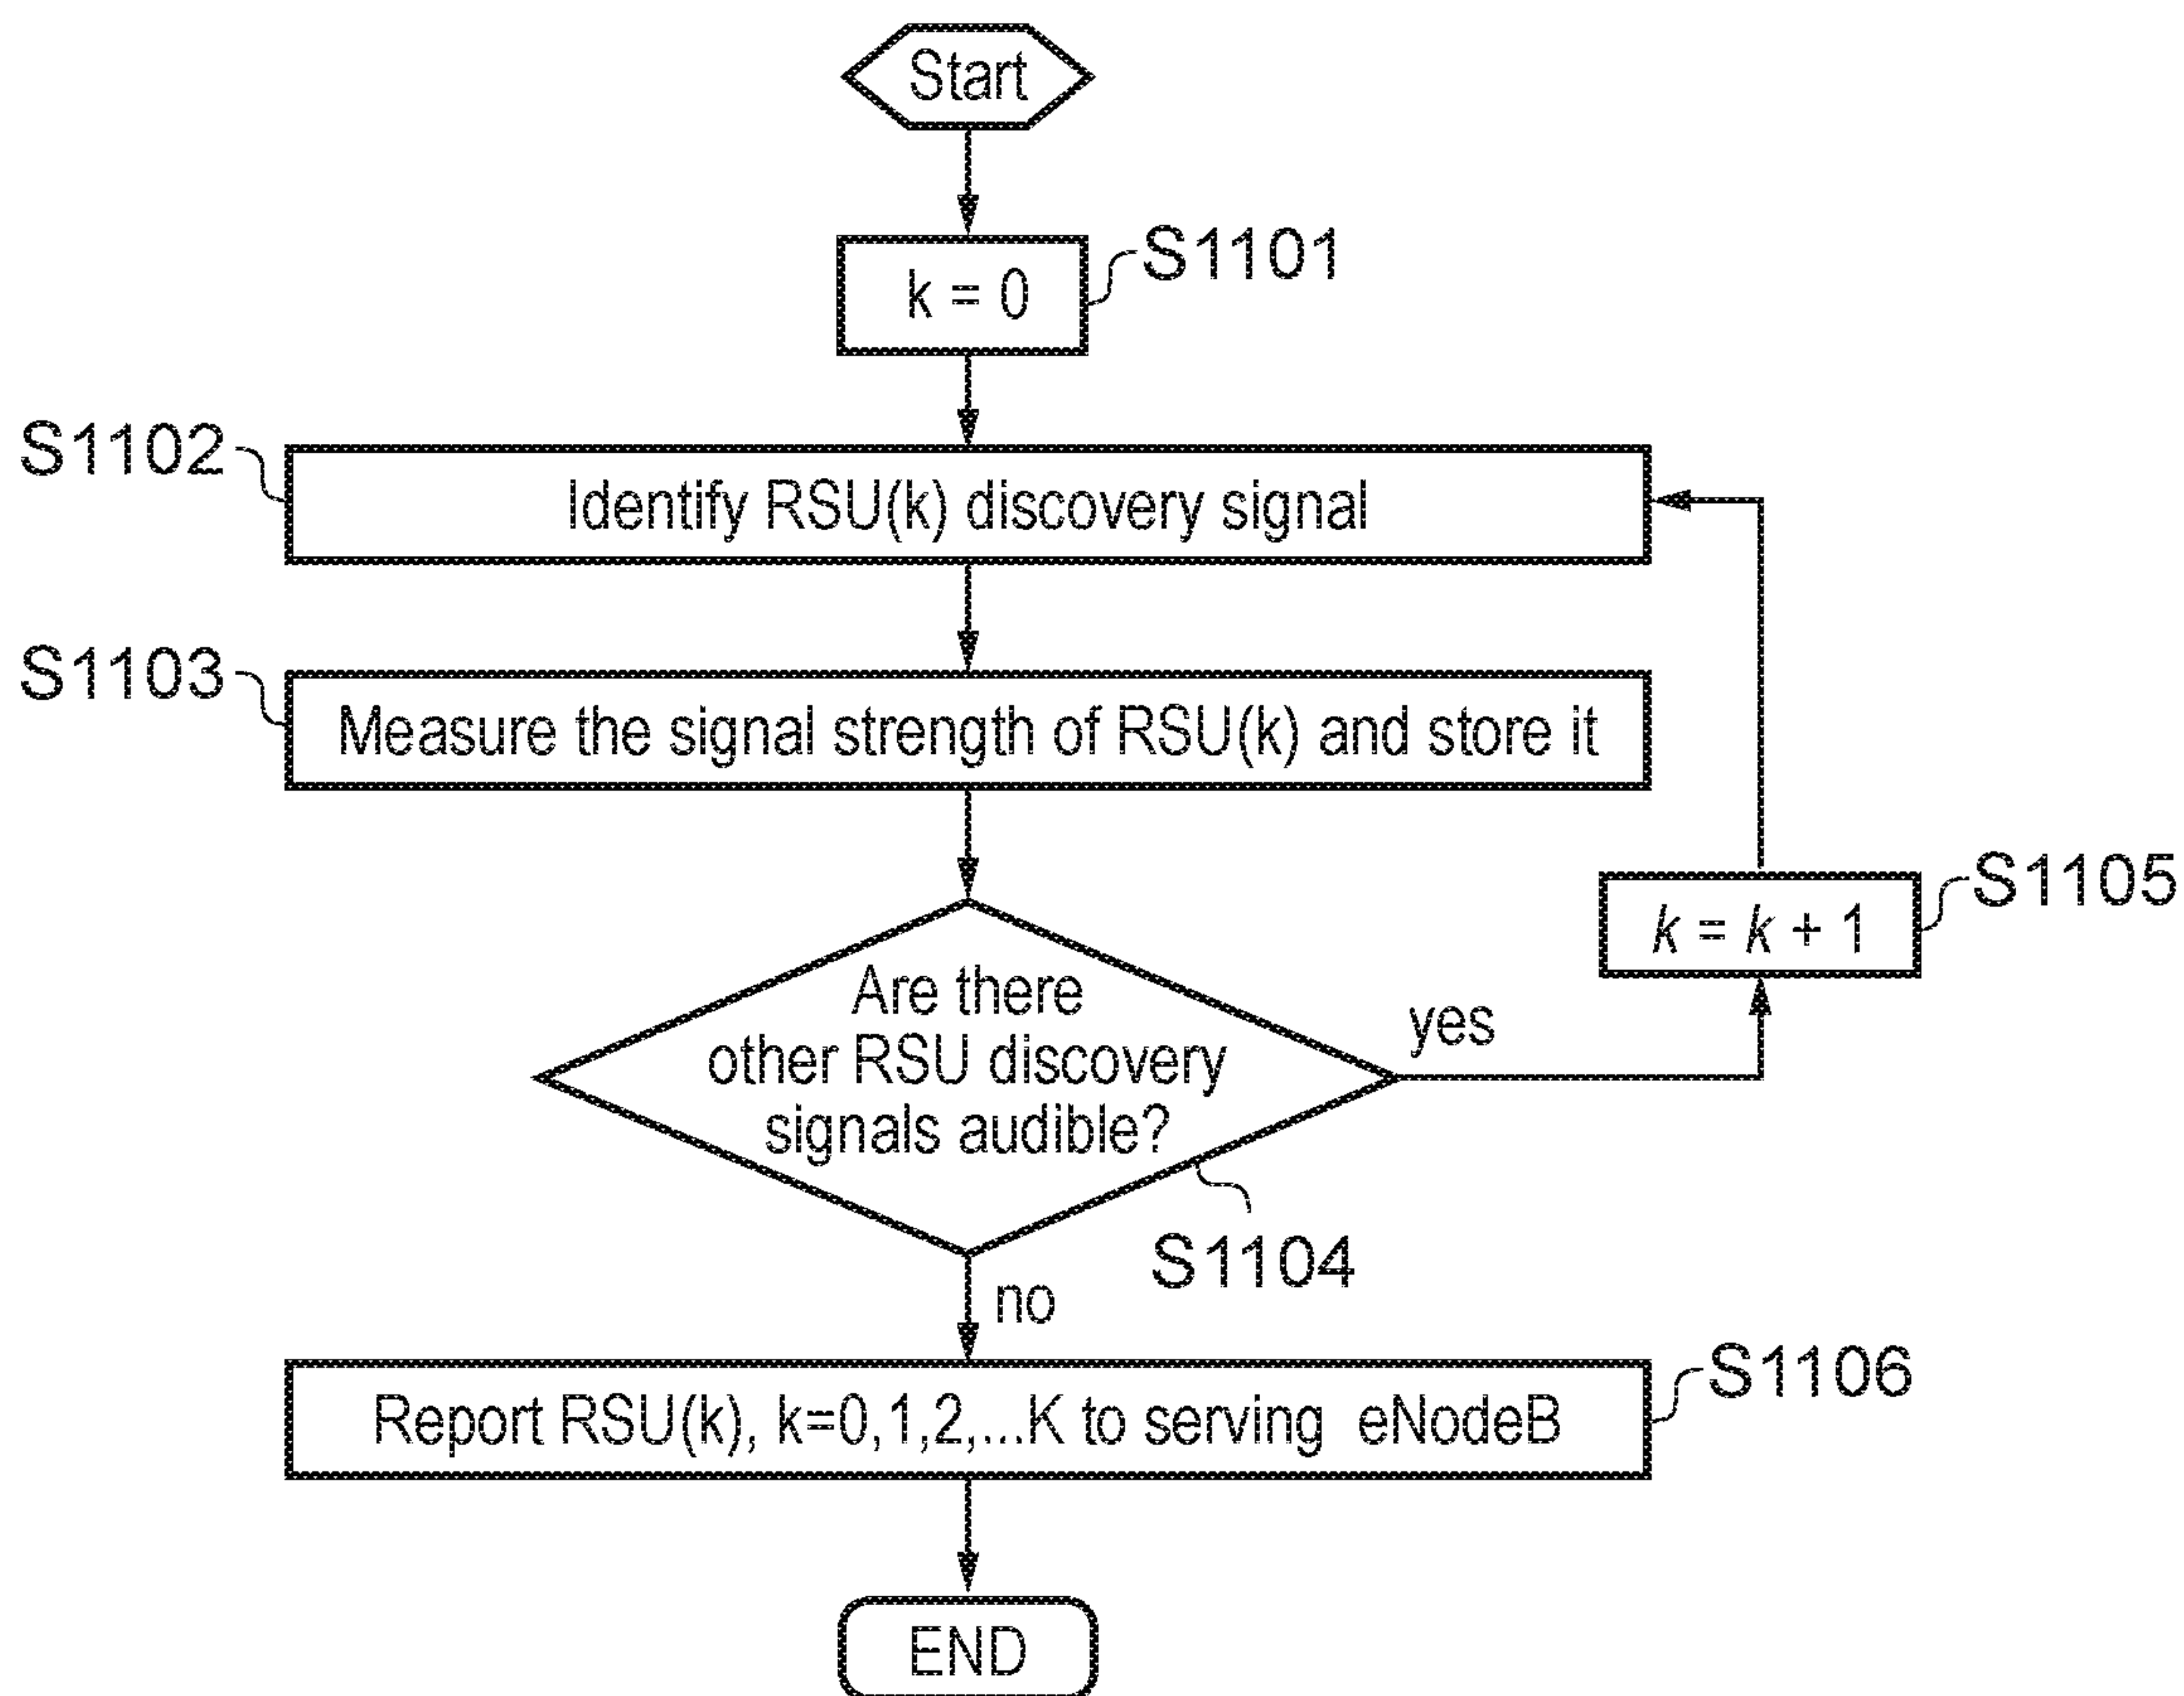 Start
k = 0
S1101
S1102
Identify RSU(k) discovery signal
S1103
Measure the signal strength of RSU(k) and store it
S1105
k = k + 1
Are there
other RSU discovery
signals audible?
yes
S1104
no
S1106
Report RSU(k), k=0,1,2,...K to serving eNodeB
END